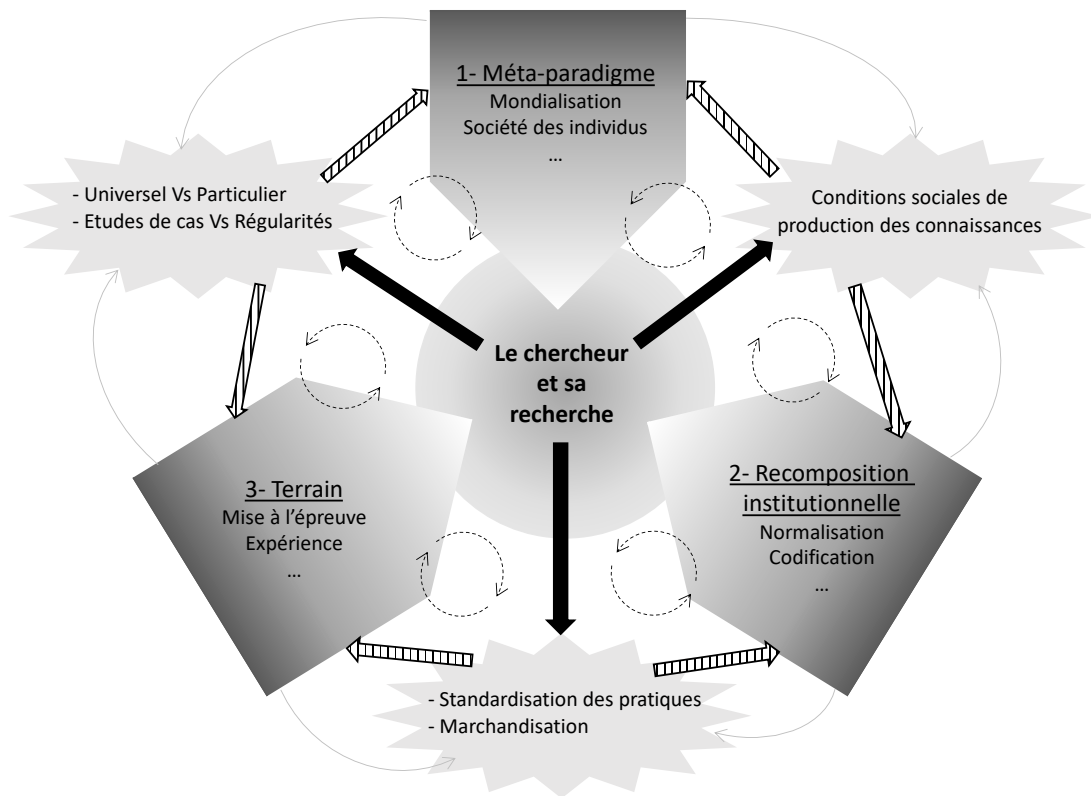 1- Méta-paradigme
Mondialisation
Société des individus
…
- Universel Vs Particulier
- Etudes de cas Vs Régularités
Conditions sociales de
production des connaissances
Le chercheur
et sa
recherche
3- Terrain
Mise à l’épreuve
Expérience
…
2- Recomposition
institutionnelle
Normalisation
Codification
…
- Standardisation des pratiques
- Marchandisation